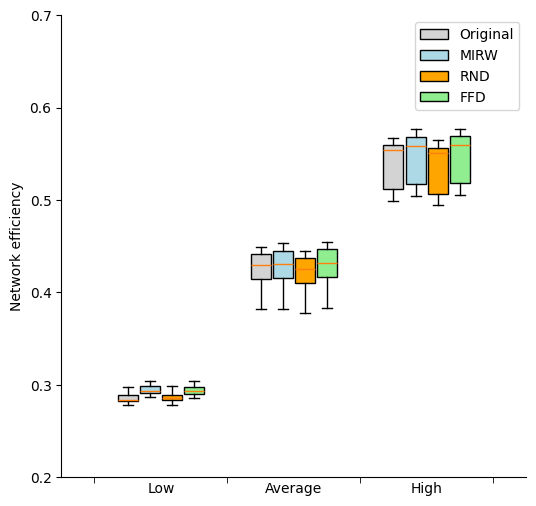 0.7
0.6
0.5
0.4
0.3
0.2
Network efficiency
Original
MIRW
RND
FFD
Low
Average
High